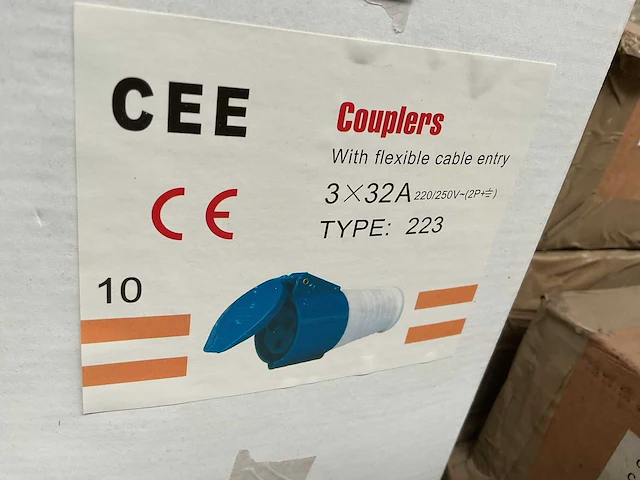 CEE
Couplers
With flexible cable entry
CE
3×32A 220/250V~(2P+⏚)
TYPE: 223
10